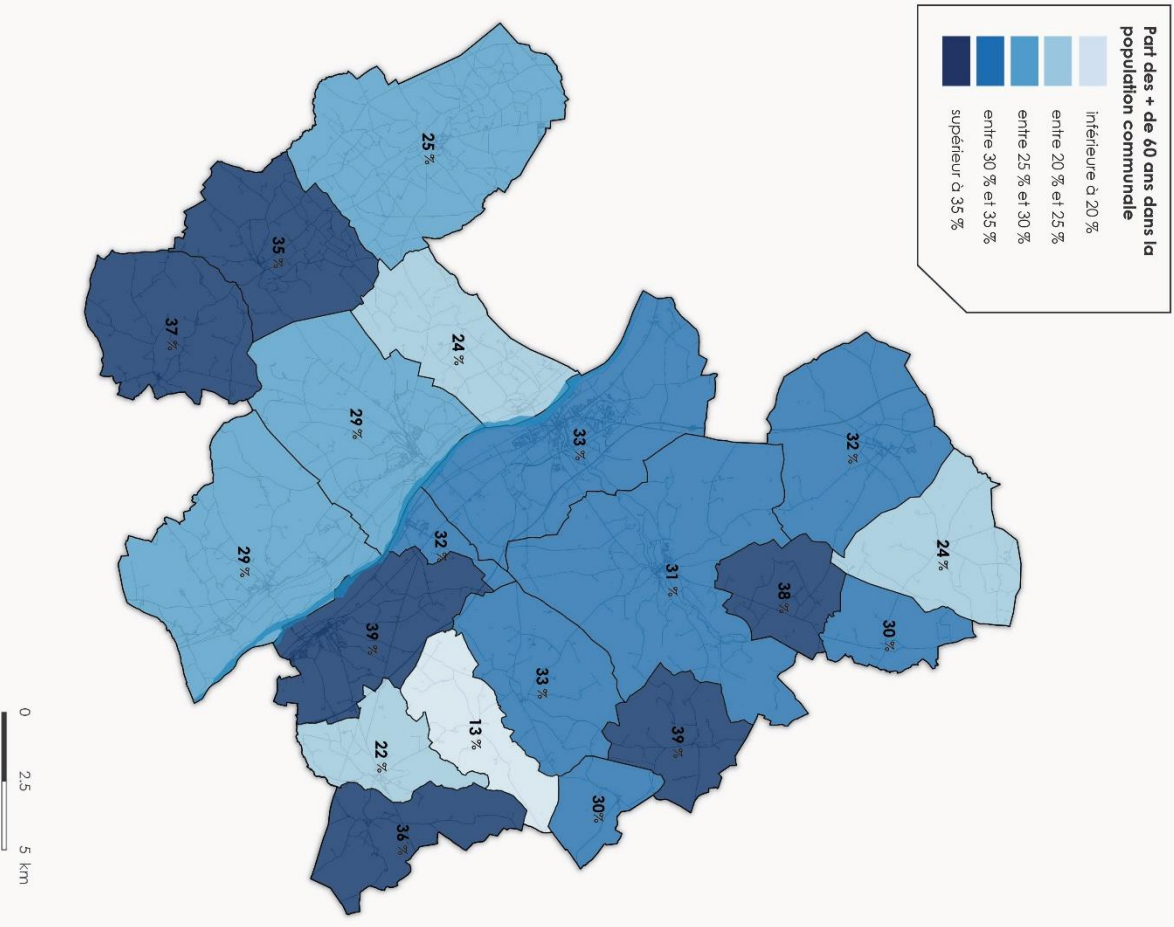 Part des + de 60 ans dans la
population communale
inférieure à 20 %
entre 20 % et 25 %
entre 25 % et 30 %
entre 30 % et 35 %
supérieur à 35 %
24 %
30 %
32 %
38 %
39 %
31 %
30%
33 %
33 %
13 %
24 %
32 %
25 %
36 %
22 %
39 %
29 %
35 %
29 %
37 %
0 2.5 5 km